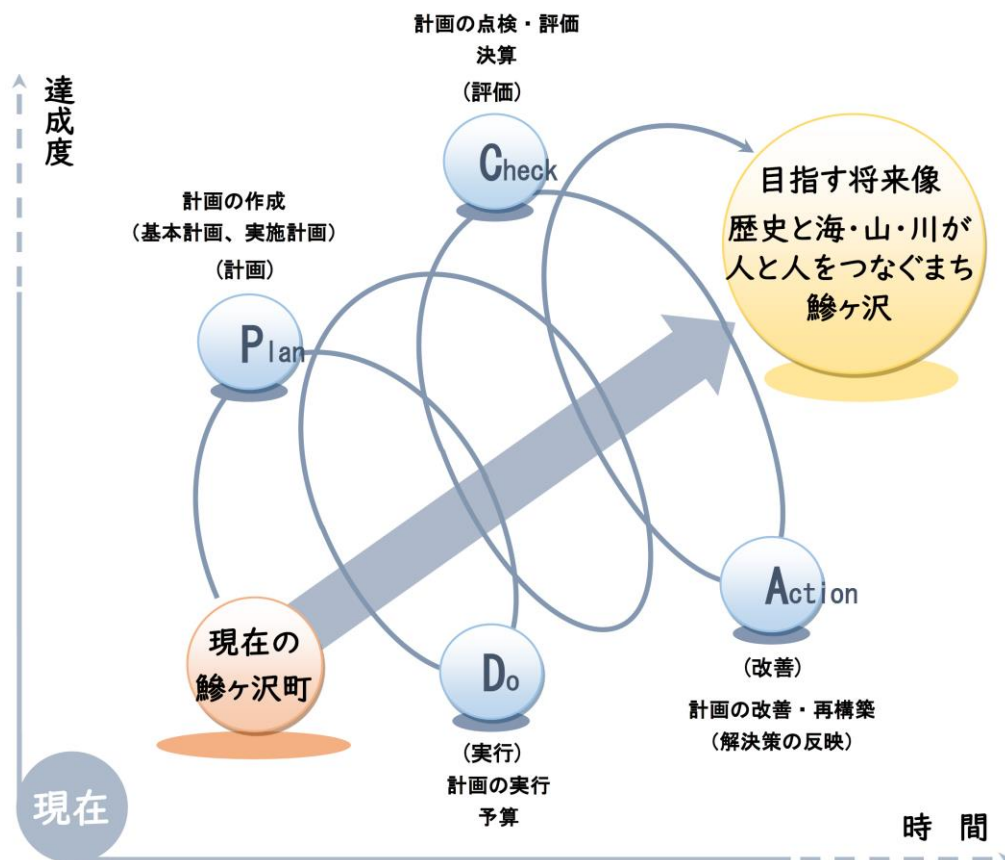 計画の点検・評価
決算
(評価)
Check
達成度
計画の作成
(基本計画、実施計画)
(計画)
Plan
目指す将来像
歴史と海・山・川が
人と人をつなぐまち
鰺ヶ沢
現在の
鰺ヶ沢町
Do
(実行)
計画の実行
予算
Action
(改善)
計画の改善・再構築
(解決策の反映)
現在
時 間